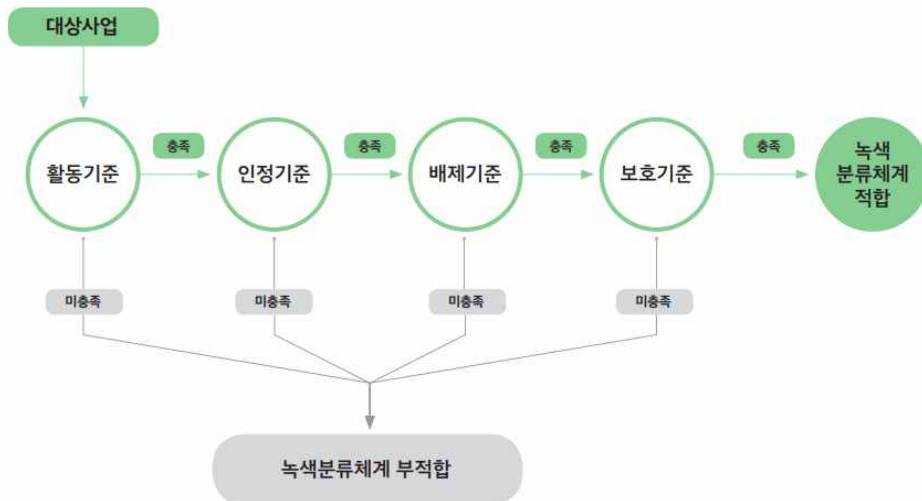 대상사업
활동기준
충족
인정기준
충족
배제기준
충족
보호기준
충족
녹색
분류체계
적합
미충족
미충족
미충족
미충족
녹색분류체계 부적합